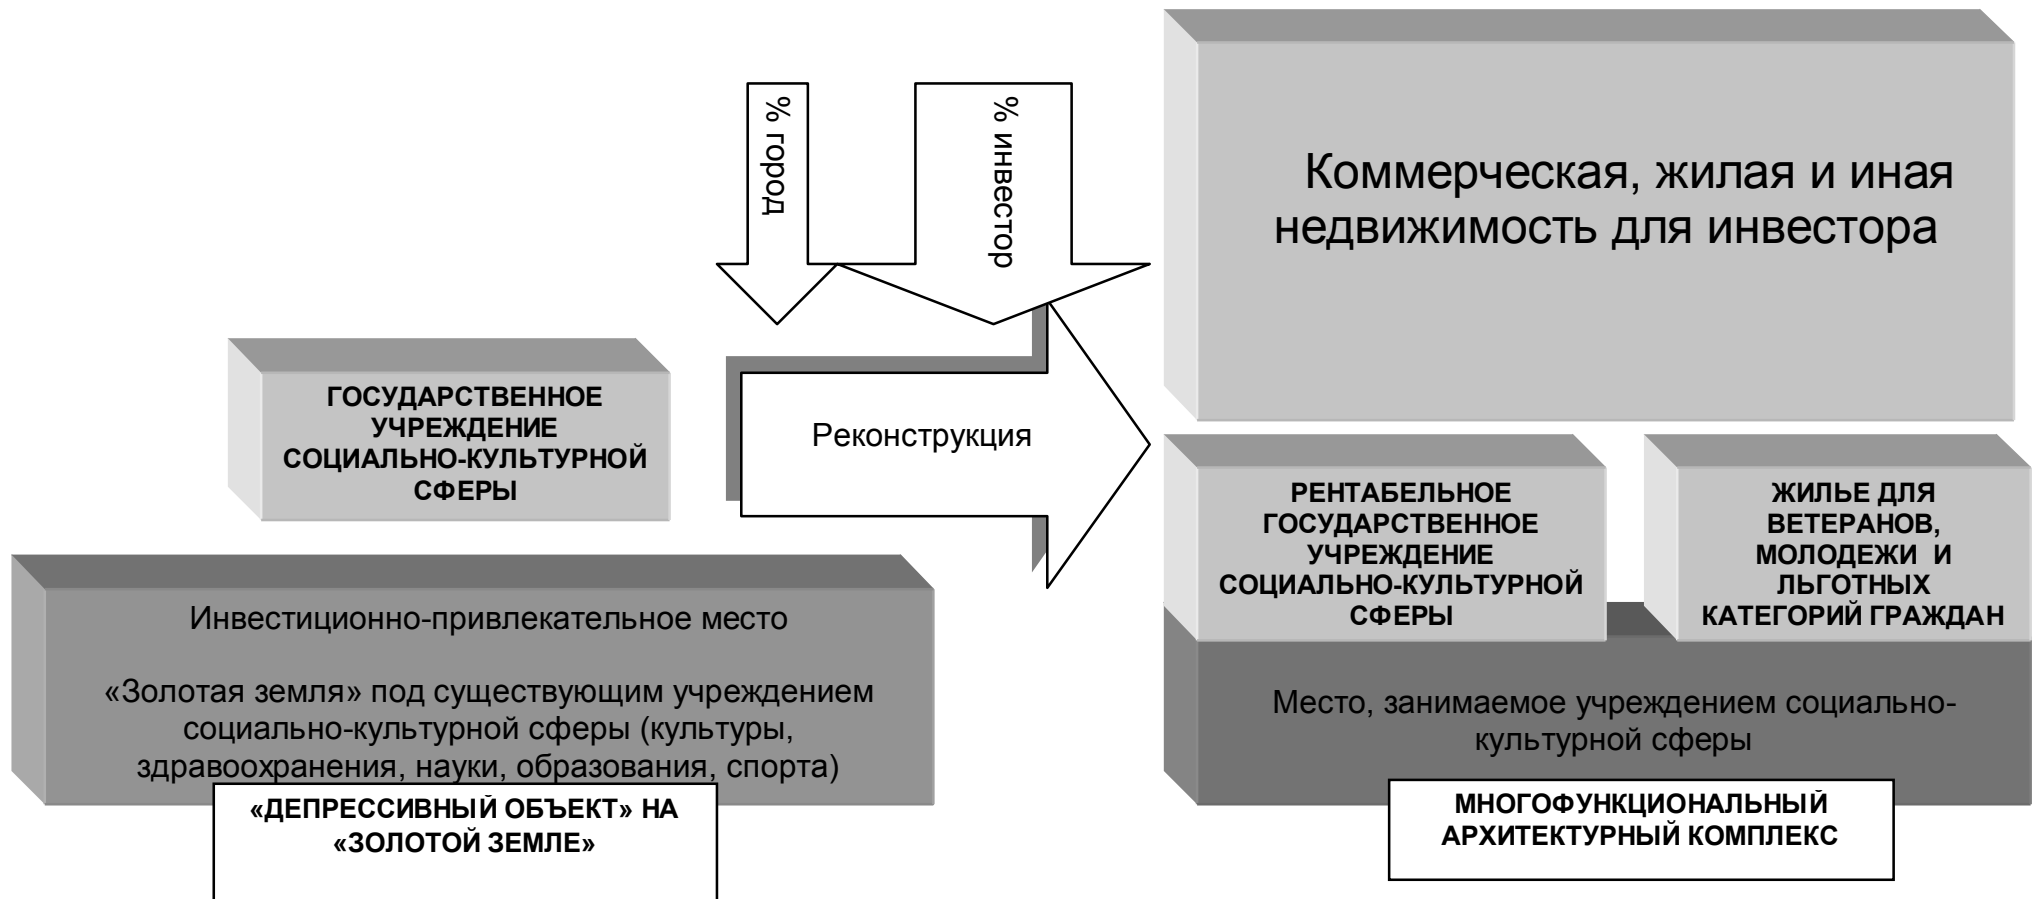 % город
% инвестор
Коммерческая, жилая и иная
недвижимость для инвестора
ГОСУДАРСТВЕННОЕ
УЧРЕЖДЕНИЕ
СОЦИАЛЬНО-КУЛЬТУРНОЙ
СФЕРЫ
Реконструкция
РЕНТАБЕЛЬНОЕ
ГОСУДАРСТВЕННОЕ
УЧРЕЖДЕНИЕ
СОЦИАЛЬНО-КУЛЬТУРНОЙ
СФЕРЫ
ЖИЛЬЕ ДЛЯ
ВЕТЕРАНОВ,
МОЛОДЕЖИ И
ЛЬГОТНЫХ
КАТЕГОРИЙ ГРАЖДАН
Инвестиционно-привлекательное место
«Золотая земля» под существующим учреждением
социально-культурной сферы (культуры,
здравоохранения, науки, образования, спорта)
Место, занимаемое учреждением социально-
культурной сферы
«ДЕПРЕССИВНЫЙ ОБЪЕКТ» НА
«ЗОЛОТОЙ ЗЕМЛЕ»
МНОГОФУНКЦИОНАЛЬНЫЙ
АРХИТЕКТУРНЫЙ КОМПЛЕКС